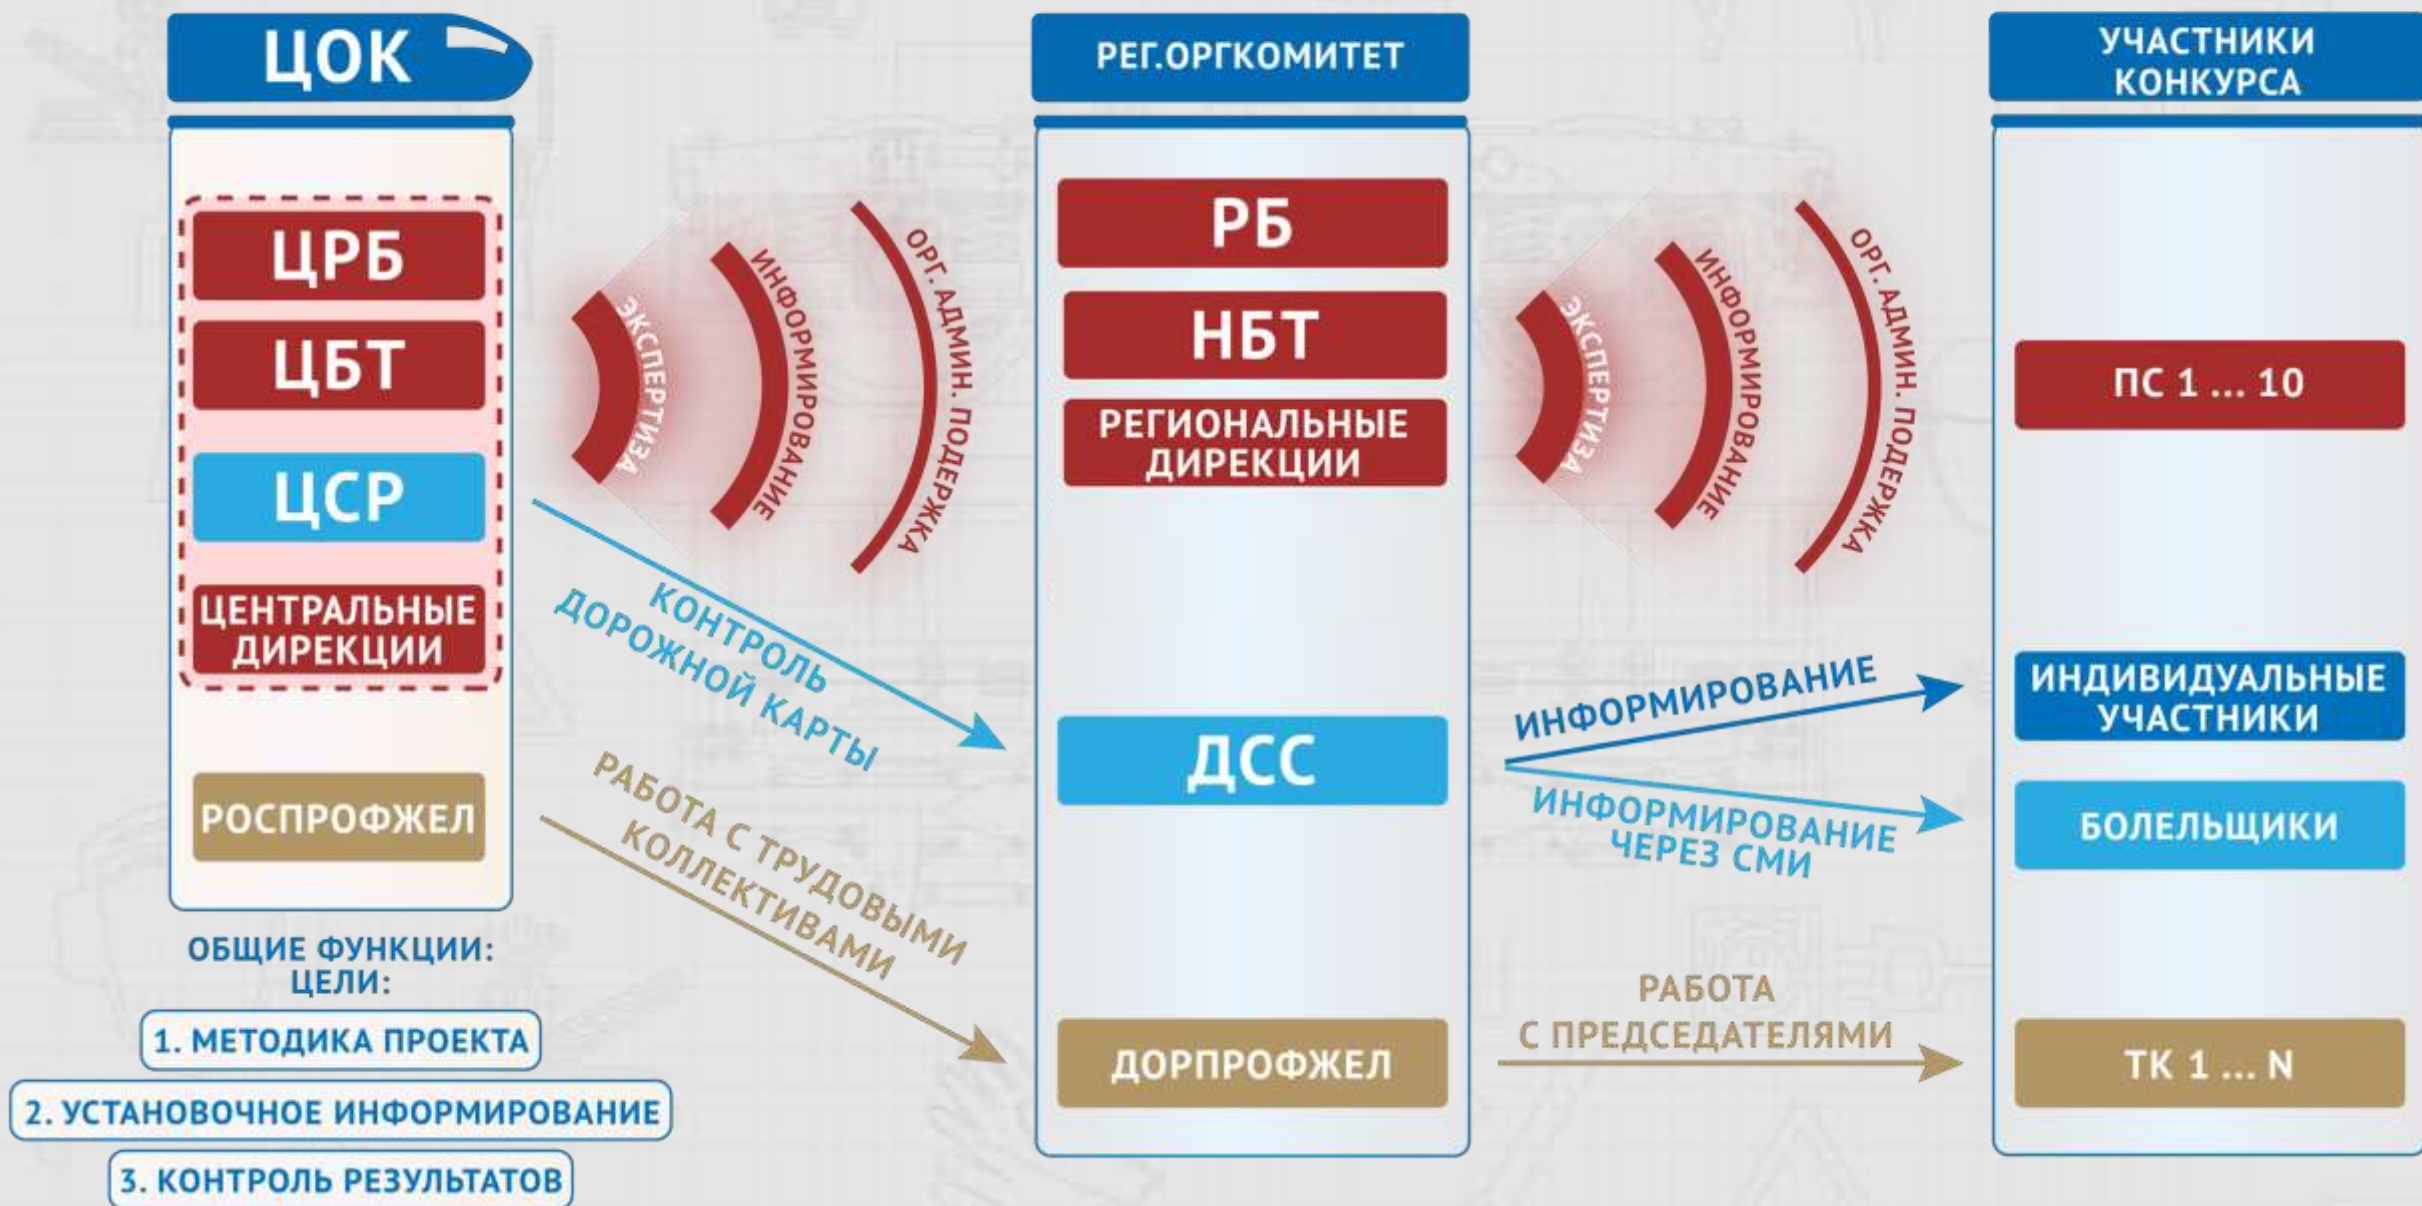 ЦОК
ЦРБ
ЦБТ
ЦСР
ЦЕНТРАЛЬНЫЕ
ДИРЕКЦИИ
РОСПРОФЖЕЛ
ОБЩИЕ ФУНКЦИИ:
ЦЕЛИ:
1. МЕТОДИКА ПРОЕКТА
2. УСТАНОВОЧНОЕ ИНФОРМИРОВАНИЕ
3. КОНТРОЛЬ РЕЗУЛЬТАТОВ
ЭКСПЕРТИЗА
ИНФОРМИРОВАНИЕ
ОРГ. АДМИН. ПОДЕРЖКА
КОНТРОЛЬ
ДОРОЖНОЙ КАРТЫ
РАБОТА С ТРУДОВЫМИ
КОЛЛЕКТИВАМИ
РЕГ.ОРГКОМИТЕТ
РБ
НБТ
РЕГИОНАЛЬНЫЕ
ДИРЕКЦИИ
ДСС
ДОРПРОФЖЕЛ
ЭКСПЕРТИЗА
ИНФОРМИРОВАНИЕ
ОРГ. АДМИН. ПОДЕРЖКА
ИНФОРМИРОВАНИЕ
ИНФОРМИРОВАНИЕ
ЧЕРЕЗ СМИ
РАБОТА
С ПРЕДСЕДАТЕЛЯМИ
УЧАСТНИКИ
КОНКУРСА
ПС 1 ... 10
ИНДИВИДУАЛЬНЫЕ
УЧАСТНИКИ
БОЛЕЛЬЩИКИ
ТК 1 ... N